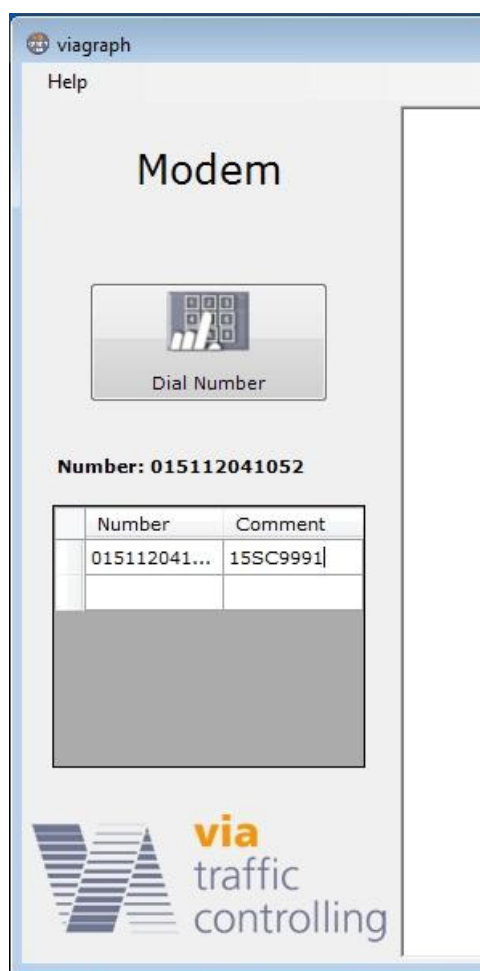 viagraph
Help
Modem
Dial Number
Number: 015112041052
Number Comment
015112041... 15SC9991
via
traffic
controlling